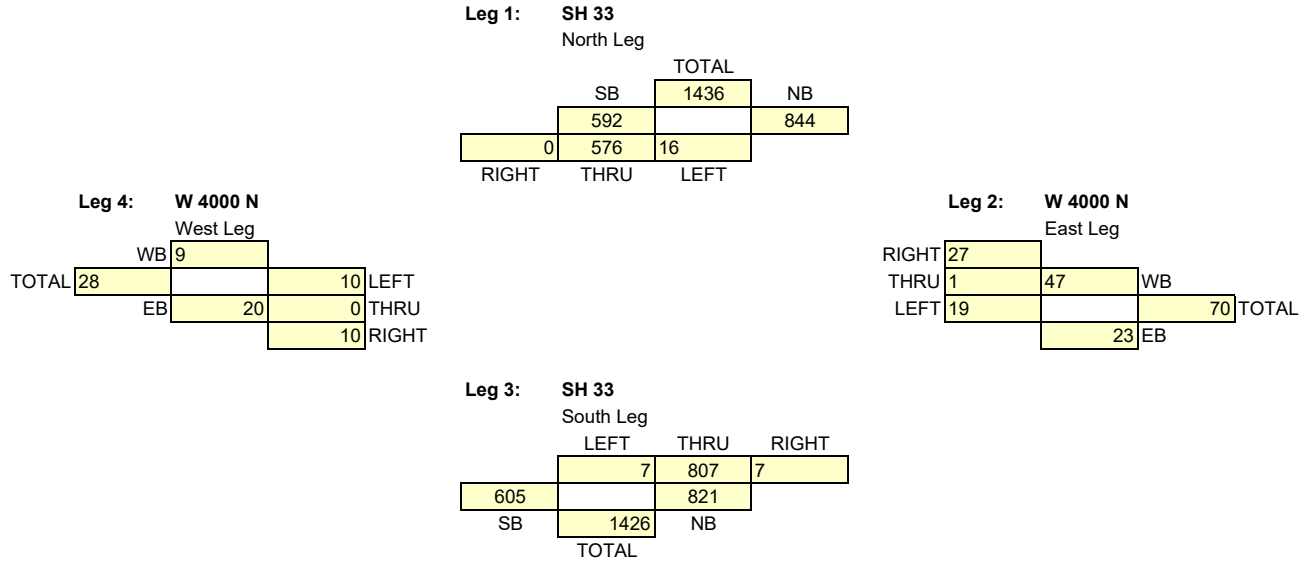 Leg 1: SH 33
North Leg
TOTAL
SB 1436 NB
592 844
0 576 16
RIGHT THRU LEFT
Leg 4: W 4000 N
West Leg
WB 9
TOTAL 28 10 LEFT
EB 20 0 THRU
10 RIGHT
Leg 2: W 4000 N
East Leg
RIGHT 27
THRU 1 47 WB
LEFT 19 70 TOTAL
23 EB
Leg 3: SH 33
South Leg
LEFT THRU RIGHT
7 807 7
605 821
SB 1426 NB
TOTAL